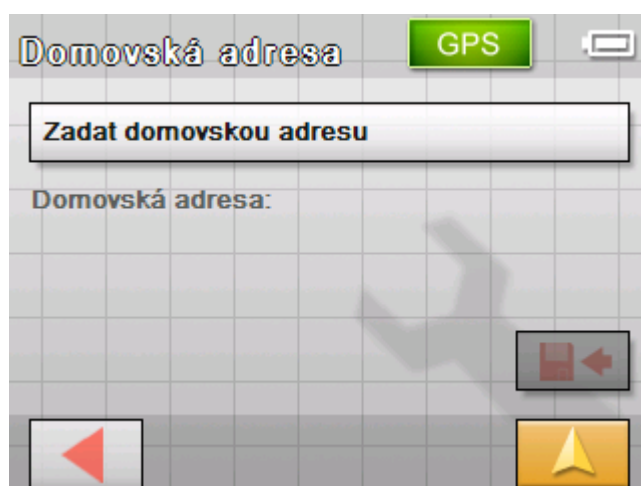 Domovská adresa
GPS
Zadat domovskou adresu
Domovská adresa: